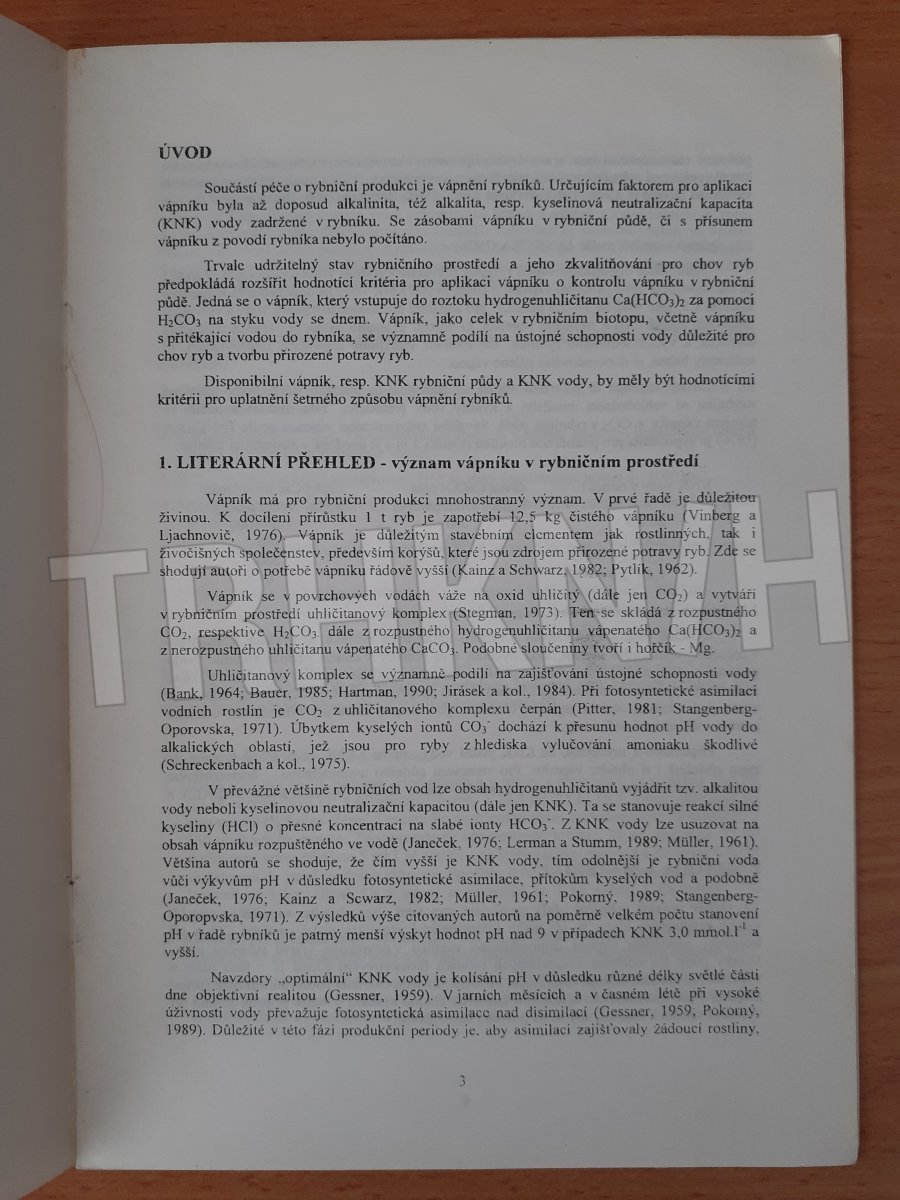 ÚVOD
Součástí péče o rybniční produkci je vápnění rybníků. Určujícím faktorem pro aplikaci
vápníku byla až doposud alkalinita, též alkalita, resp. kyselinová neutralizační kapacita
(KNK) vody zadržené v rybníku. Se zásobami vápníku v rybniční půdě, či s přísunem
vápníku z povodí rybníka nebylo počítáno.
Trvale udržitelný stav rybničního prostředí a jeho zkvalitňování pro chov ryb
předpokládá rozšířit hodnotící kritéria pro aplikaci vápníku o kontrolu vápníku v rybniční
půdě. Jedná se o vápník, který vstupuje do roztoku hydrogenuhličitanu Ca(HCO₃)₂ za pomoci
H₂CO₃ na styku vody se dnem. Vápník, jako celek v rybničním biotopu, včetně vápníku
s přitékající vodou do rybníka, se významně podílí na ústojné schopnosti vody důležité pro
chov ryb a tvorbu přirozené potravy ryb.
Disponibilní vápník, resp. KNK rybniční půdy a KNK vody, by měly být hodnotícími
kritérii pro uplatnění šetrného způsobu vápnění rybníků.
1. LITERÁRNÍ PŘEHLED - význam vápníku v rybničním prostředí
Vápník má pro rybniční produkci mnohostranný význam. V prvé řadě je důležitou
živinou. K docílení přírůstku 1 t ryb je zapotřebí 12,5 kg čistého vápníku (Vinberg a
Ljachnovič, 1976). Vápník je důležitým stavebním elementem jak rostlinných, tak i
živočišných společenstev, především korýšů, které jsou zdrojem přirozené potravy ryb. Zde se
shodují autoři o potřebě vápníku řádově vyšší (Kainz a Schwarz, 1982; Pytlík, 1962).
Vápník se v povrchových vodách váže na oxid uhličitý (dále jen CO₂) a vytváří
v rybničním prostředí uhličitanový komplex (Stegman, 1973). Ten se skládá z rozpustného
CO₂, respektive H₂CO₃, dále z rozpustného hydrogenuhličitanu vápenatého Ca(HCO₃)₂ a
z nerozpustného uhličitanu vápenatého CaCO₃. Podobné sloučeniny tvoří i hořčík - Mg.
Uhličitanový komplex se významně podílí na zajišťování ústojné schopnosti vody
(Bank, 1964; Bauer, 1985; Hartman, 1990; Jirásek a kol., 1984). Při fotosyntetické asimilaci
vodních rostlin je CO₂ z uhličitanového komplexu čerpán (Pitter, 1981; Stangenberg-
Oporovska, 1971). Úbytkem kyselých iontů CO₃⁻ dochází k přesunu hodnot pH vody do
alkalických oblastí, jež jsou pro ryby z hlediska vylučování amoniaku škodlivé
(Schreckenbach a kol., 1975).
V převážné většině rybničních vod lze obsah hydrogenuhličitanů vyjádřit tzv. alkalitou
vody neboli kyselinovou neutralizační kapacitou (dále jen KNK). Ta se stanovuje reakcí silné
kyseliny (HCl) o přesné koncentraci na slabé ionty HCO₃⁻. Z KNK vody lze usuzovat na
obsah vápníku rozpuštěného ve vodě (Janeček, 1976; Lerman a Stumm, 1989; Müller, 1961).
Většina autorů se shoduje, že čím vyšší je KNK vody, tím odolnější je rybniční voda
vůči výkyvům pH v důsledku fotosyntetické asimilace, přítokům kyselých vod a podobně
(Janeček, 1976; Kainz a Scwarz, 1982; Müller, 1961; Pokorný, 1989; Stangenberg-
Oporopvska, 1971). Z výsledků výše citovaných autorů na poměrně velkém počtu stanovení
pH v řadě rybníků je patrný menší výskyt hodnot pH nad 9 v případech KNK 3,0 mmol.l⁻¹ a
vyšší.
Navzdory „optimální“ KNK vody je kolísání pH v důsledku různé délky světlé části
dne objektivní realitou (Gessner, 1959). V jarních měsících a v časném létě při vysoké
úživnosti vody převažuje fotosyntetická asimilace nad disimilací (Gessner, 1959, Pokorný,
1989). Důležité v této fázi produkční periody je, aby asimilaci zajišťovaly žádoucí rostliny,
3
TRHKNIH